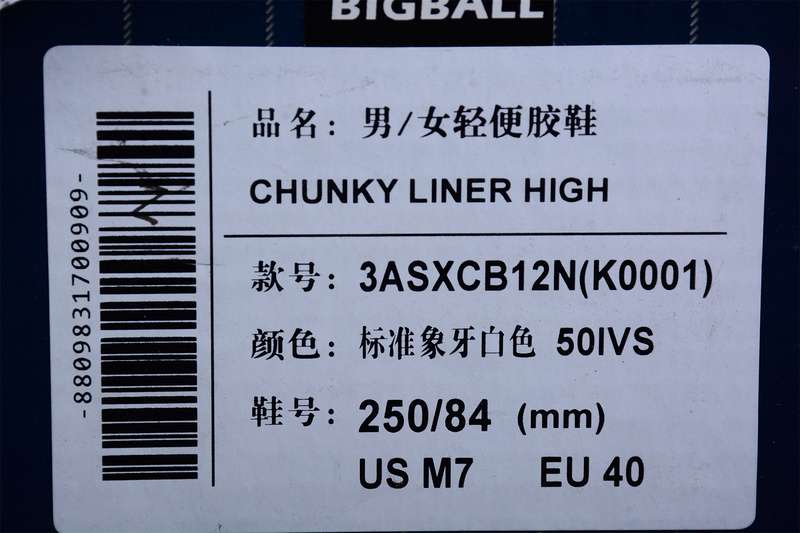 BIGBALL
品名：男/女轻便胶鞋
CHUNKY LINER HIGH
款号：3ASXCB12N(K0001)
颜色：标准象牙白色 50IVS
鞋号：250/84 (mm)
US M7 EU 40
-8809831700909-